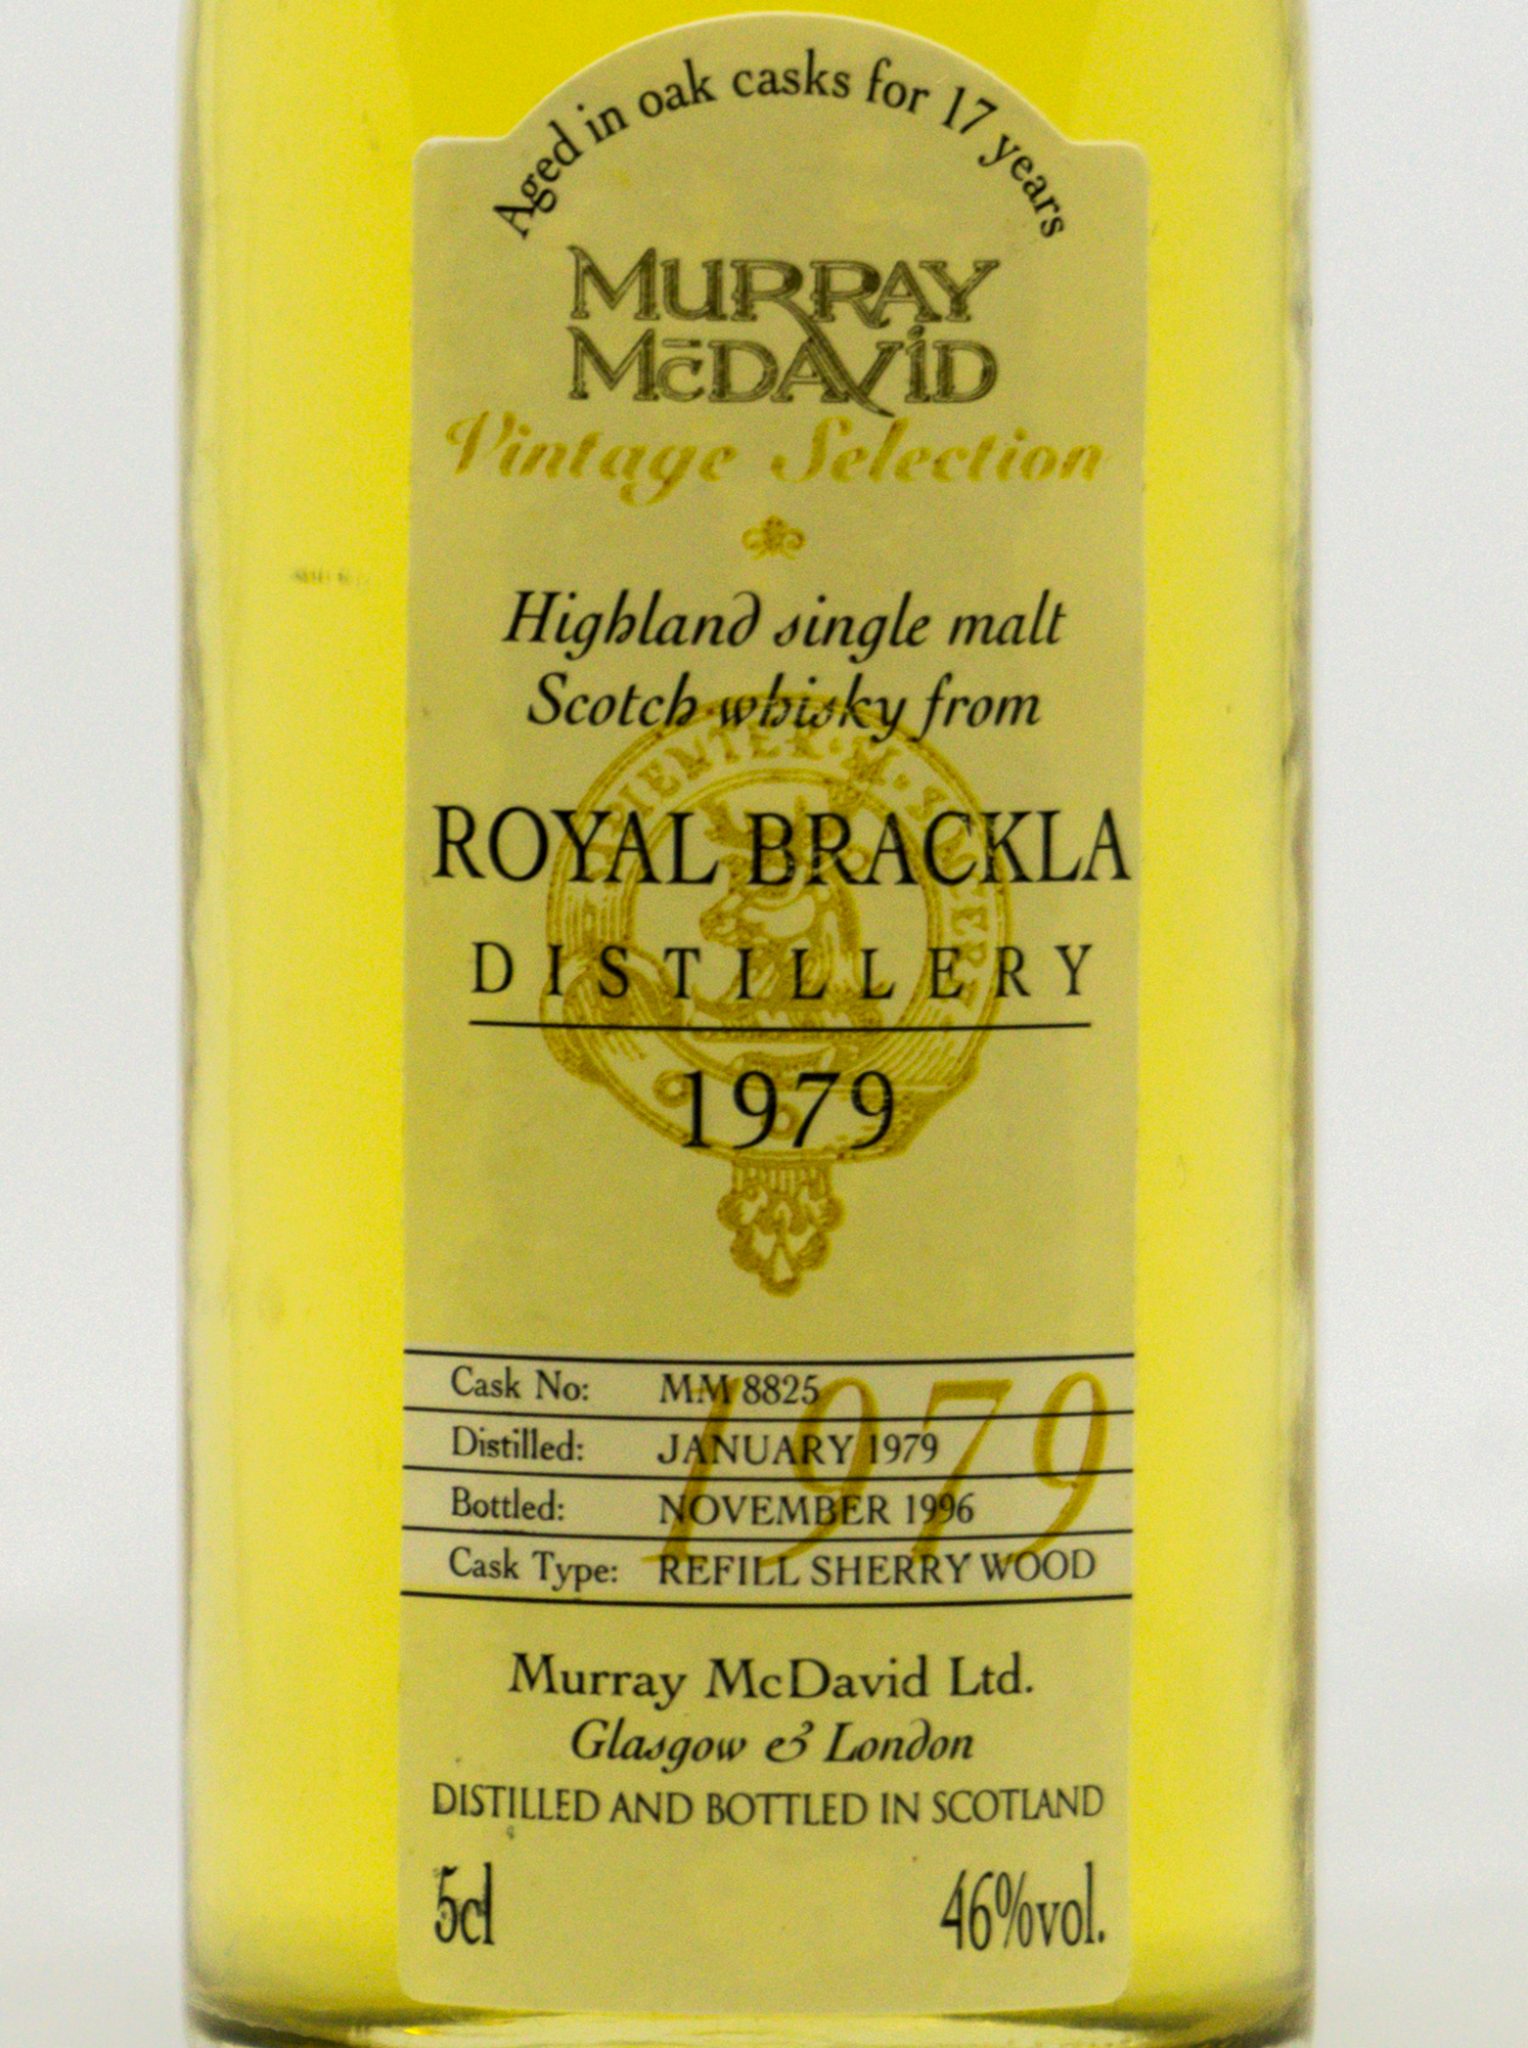 Aged in oak casks for 17 years
MURRAY
McDAVID
Vintage Selection
Highland single malt
Scotch whisky from
ROYAL BRACKLA
DISTILLERY
1979
Cask No: MM 8825
Distilled: JANUARY 1979
Bottled: NOVEMBER 1996
Cask Type: REFILL SHERRY WOOD
1979
Murray McDavid Ltd.
Glasgow & London
DISTILLED AND BOTTLED IN SCOTLAND
5cl 46%vol.